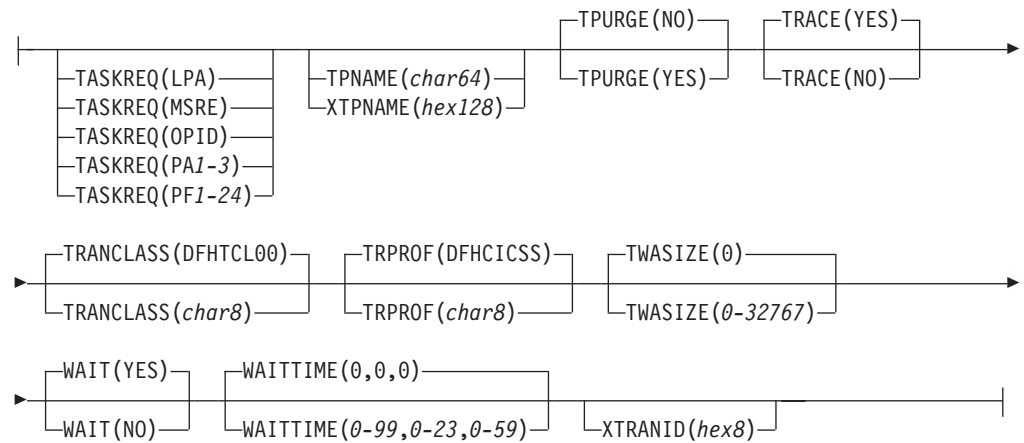 TPURGE(NO) TRACE(YES)
TASKREQ(LPA) TPNAME(char64) TPURGE(YES) TRACE(NO)
TASKREQ(MSRE) XTPNAME(hex128)
TASKREQ(OPID)
TASKREQ(PA1-3)
TASKREQ(PF1-24)
TRANCLASS(DFHTCL00) TRPROF(DFHCICSS) TWASIZE(0)
TRANCLASS(char8) TRPROF(char8) TWASIZE(0-32767)
WAIT(YES) WAITTIME(0,0,0)
WAIT(NO) WAITTIME(0-99,0-23,0-59) XTRANID(hex8)